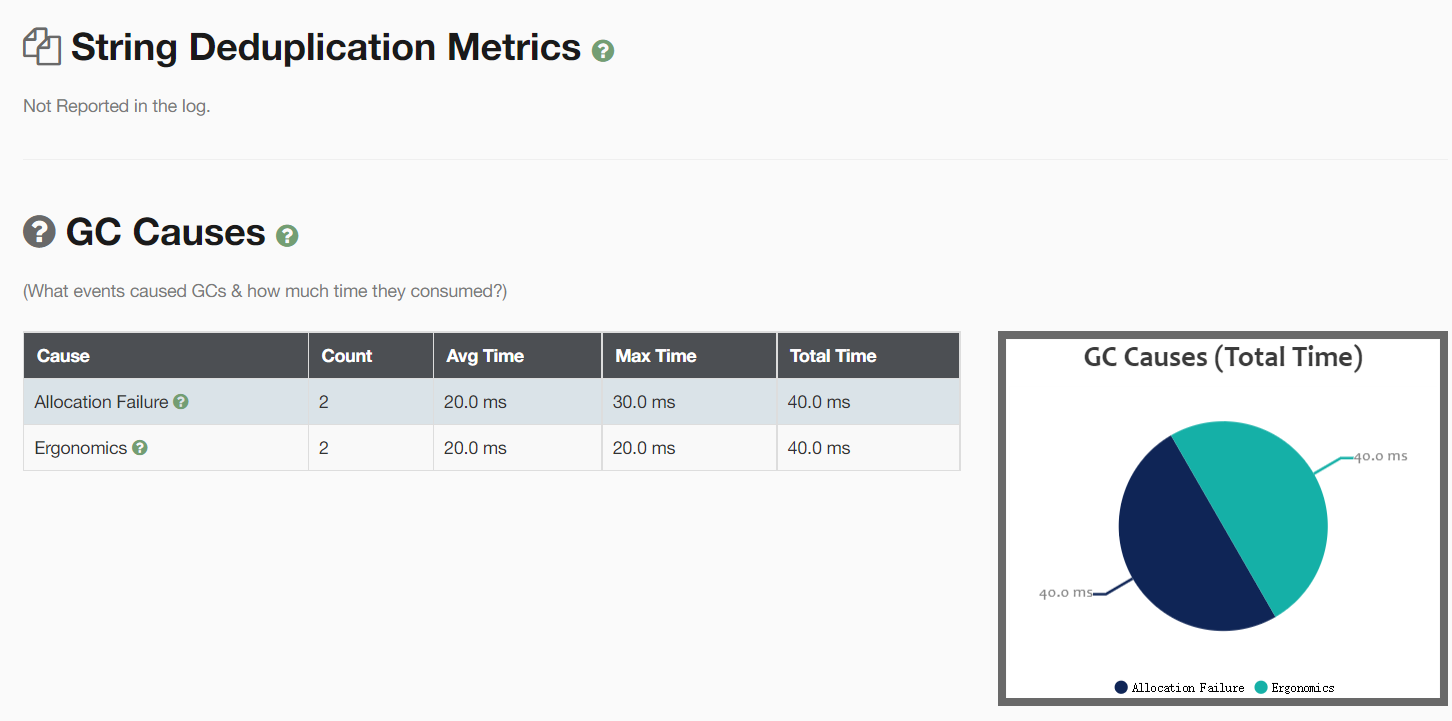 String Deduplication Metrics ?
Not Reported in the log.
? GC Causes ?
(What events caused GCs & how much time they consumed?)
Cause Count Avg Time Max Time Total Time
Allocation Failure ? 2 20.0 ms 30.0 ms 40.0 ms
Ergonomics ? 2 20.0 ms 20.0 ms 40.0 ms
GC Causes (Total Time)
40.0 ms
40.0 ms
Allocation Failure Ergonomics